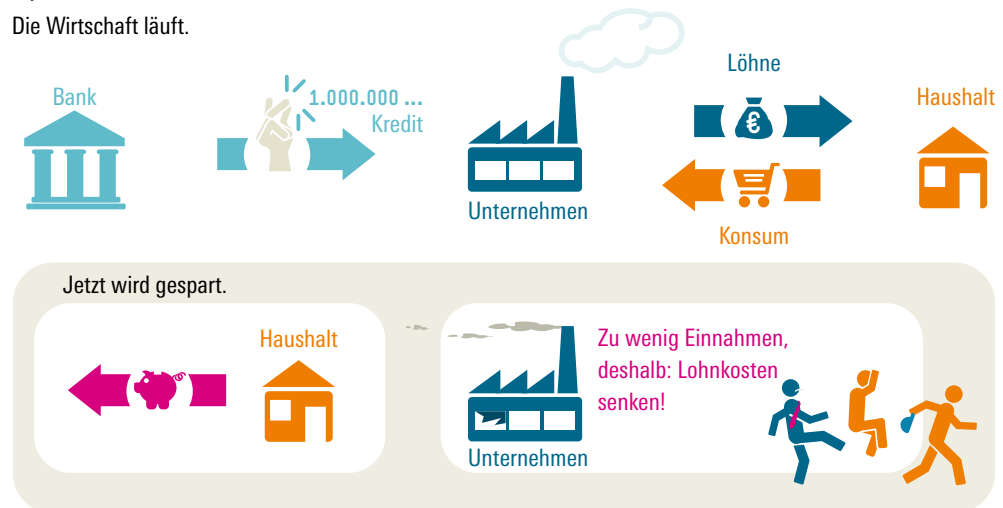 Die Wirtschaft läuft.
Bank
1.000.000 ...
Kredit
Unternehmen
Löhne
€
Konsum
Haushalt
Jetzt wird gespart.
Haushalt
Unternehmen
Zu wenig Einnahmen,
deshalb: Lohnkosten
senken!